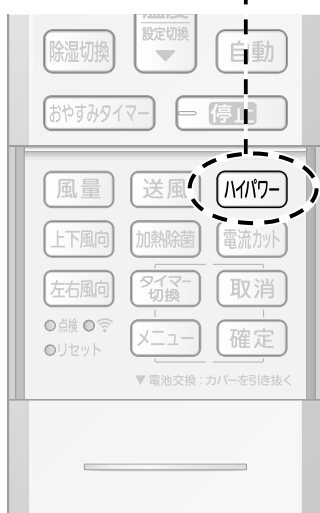 設定切換
除湿切換
自動
おやすみタイマー
停止
風量
送風
ハイパワー
上下風向
加熱除菌
電流カット
左右風向
タイマー
切換
取消
点検
リセット
メニュー
確定
▼電池交換：カバーを引き抜く